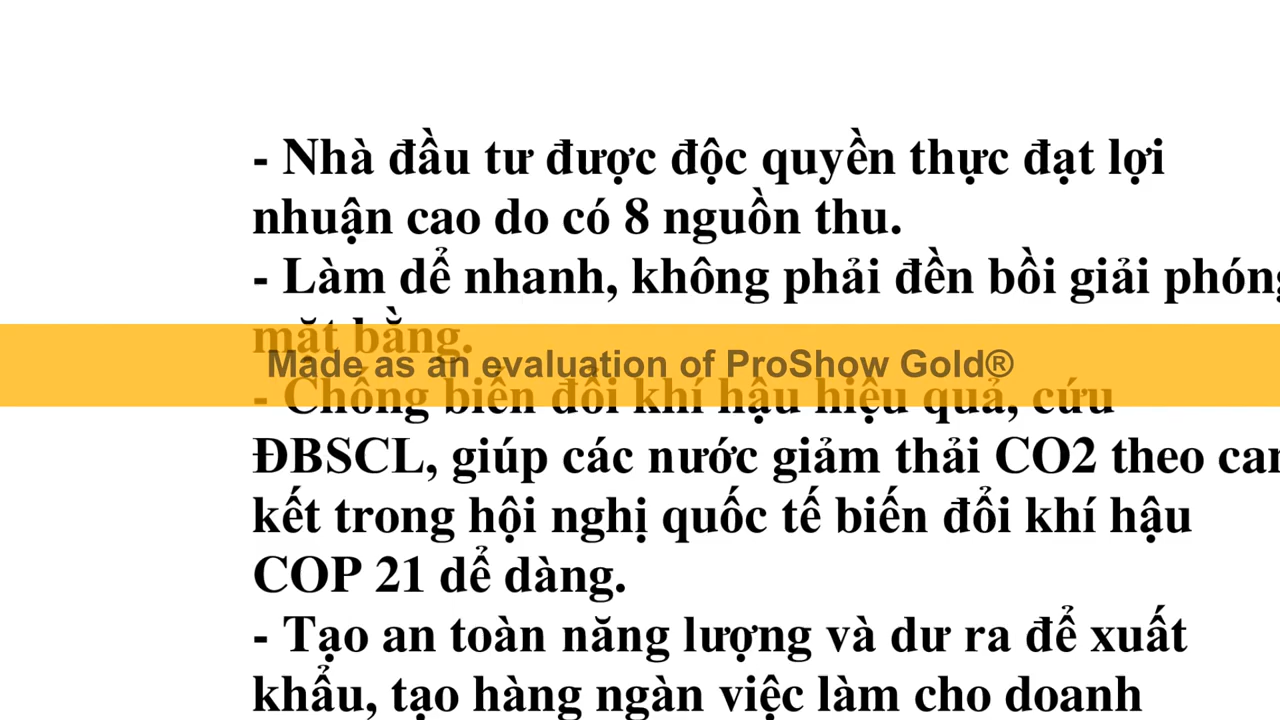 - Nhà đầu tư được độc quyền thực đạt lợi
nhuận cao do có 8 nguồn thu.
- Làm dể nhanh, không phải đền bồi giải phóng
mặt bằng.
Made as an evaluation of ProShow Gold®
- Chống biến đổi khí hậu hiệu quả, cứu
ĐBSCL, giúp các nước giảm thải CO2 theo
kết trong hội nghị quốc tế biến đổi khí hậu
COP 21 dể dàng.
- Tạo an toàn năng lượng và dư ra để xuất
khẩu, tạo hàng ngàn việc làm cho doanh